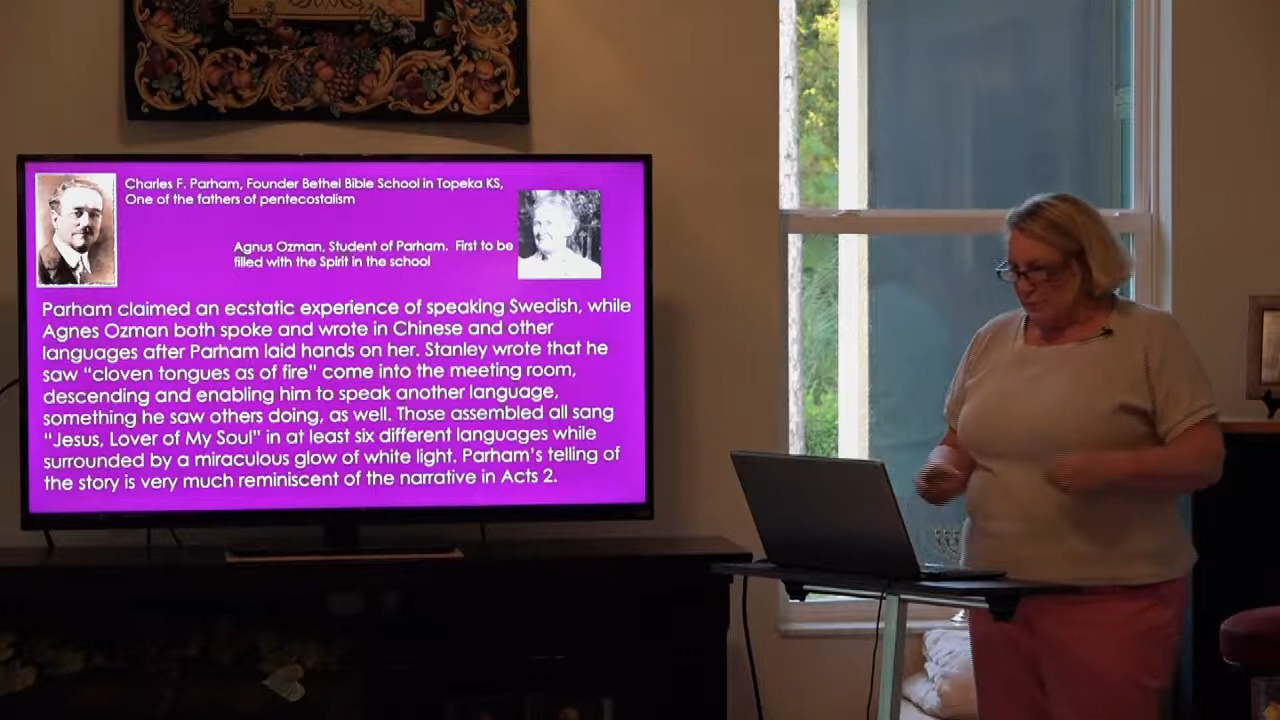 Charles F. Parham, Founder Bethel Bible School in Topeka KS,
One of the fathers of pentecostalism
Agnus Ozman, Student of Parham. First to be
filled with the Spirit in the school
Parham claimed an ecstatic experience of speaking Swedish, while
Agnes Ozman both spoke and wrote in Chinese and other
languages after Parham laid hands on her. Stanley wrote that he
saw “cloven tongues as of fire” come into the meeting room,
descending and enabling him to speak another language,
something he saw others doing, as well. Those assembled all sang
“Jesus, Lover of My Soul” in at least six different languages while
surrounded by a miraculous glow of white light. Parham’s telling of
the story is very much reminiscent of the narrative in Acts 2.